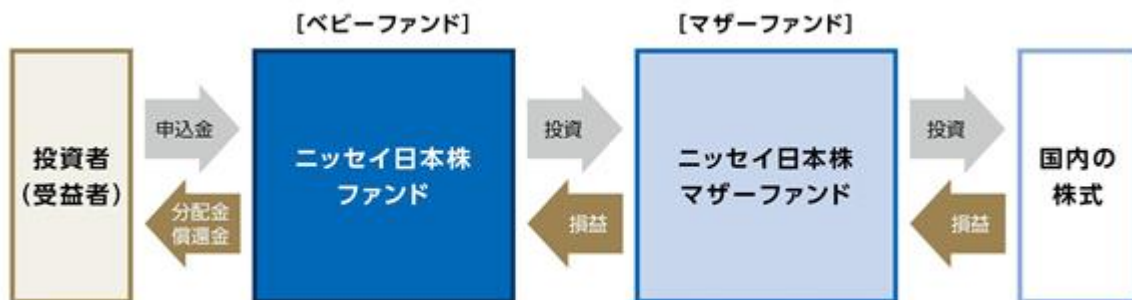 [ベビーファンド]
[マザーファンド]
投資者
(受益者)
申込金
分配金
償還金
ニッセイ日本株
ファンド
投資
損益
ニッセイ日本株
マザーファンド
投資
損益
国内の
株式